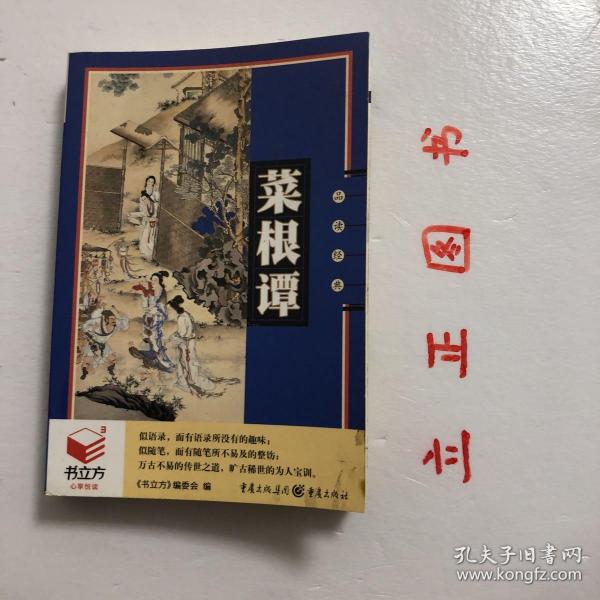 菜根谭
品读经典
3
书立方
心享悦读
似语录，而有语录所没有的趣味；
似随笔，而有随笔所不易及的整饬；
万古不易的传世之道，旷古稀世的为人宝训。
《书立方》编委会 编
重庆出版集团 重庆出版社
立正图书
孔夫子旧书网
www.kongfz.com